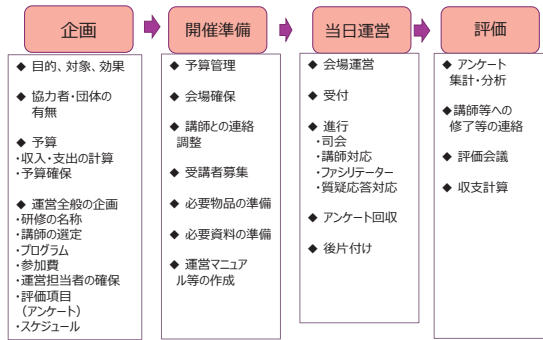 企画
◆ 目的、対象、効果
◆ 協力者・団体の
有無
◆ 予算
・収入・支出の計算
・予算確保
◆ 運営全般の企画
・研修の名称
・講師の選定
・プログラム
・参加費
・運営担当者の確保
・評価項目
（アンケート）
・スケジュール
開催準備
◆ 予算管理
◆ 会場確保
◆ 講師との連絡
調整
◆ 受講者募集
◆ 必要物品の準備
◆ 必要資料の準備
◆ 運営マニュア
ル等の作成
当日運営
◆ 会場運営
◆ 受付
◆ 進行
・司会
・講師対応
・ファシリテーター
・質疑応答対応
◆ アンケート回収
◆ 後片付け
評価
◆ アンケート
集計・分析
◆講師等への
修了等の連絡
◆ 評価会議
◆ 収支計算